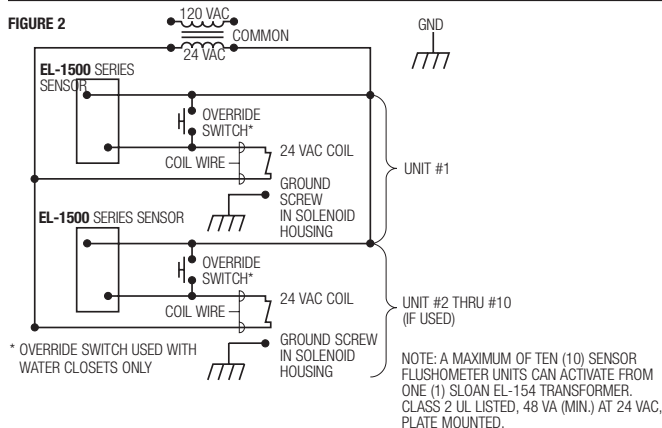 FIGURE 2
120 VAC
COMMON
24 VAC
GND
EL-1500 SERIES
SENSOR
OVERRIDE
SWITCH*
COIL WIRE
24 VAC COIL
UNIT #1
GROUND
SCREW
IN SOLENOID
HOUSING
EL-1500 SERIES SENSOR
OVERRIDE
SWITCH*
COIL WIRE
24 VAC COIL
UNIT #2 THRU #10
(IF USED)
GROUND SCREW
IN SOLENOID
HOUSING
* OVERRIDE SWITCH USED WITH
WATER CLOSETS ONLY
NOTE: A MAXIMUM OF TEN (10) SENSOR
FLUSHOMETER UNITS CAN ACTIVATE FROM
ONE (1) SLOAN EL-154 TRANSFORMER.
CLASS 2 UL LISTED, 48 VA (MIN.) AT 24 VAC,
PLATE MOUNTED.